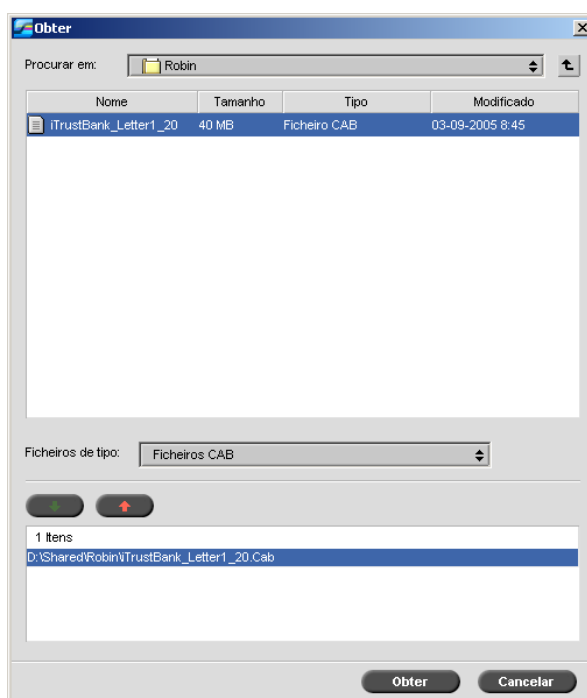 Obter
Procurar em: Robin
Nome Tamanho Tipo Modificado
iTrustBank_Letter1_20 40 MB Ficheiro CAB 03-09-2005 8:45
Ficheiros de tipo: Ficheiros CAB
1 Itens
D:\Shared\Robin\iTrustBank_Letter1_20.Cab
Obter Cancelar